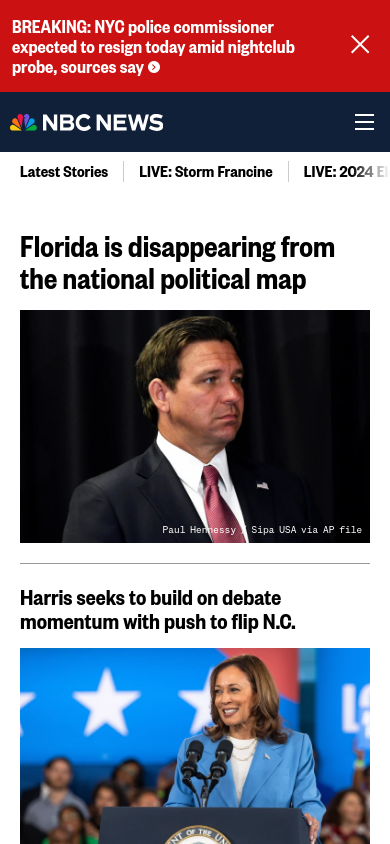 BREAKING: NYC police commissioner
expected to resign today amid nightclub
probe, sources say
NBC NEWS
Latest Stories
LIVE: Storm Francine
LIVE: 2024
Florida is disappearing from
the national political map
Paul Hennessy / Sipa USA via AP file
Harris seeks to build on debate
momentum with push to flip N.C.